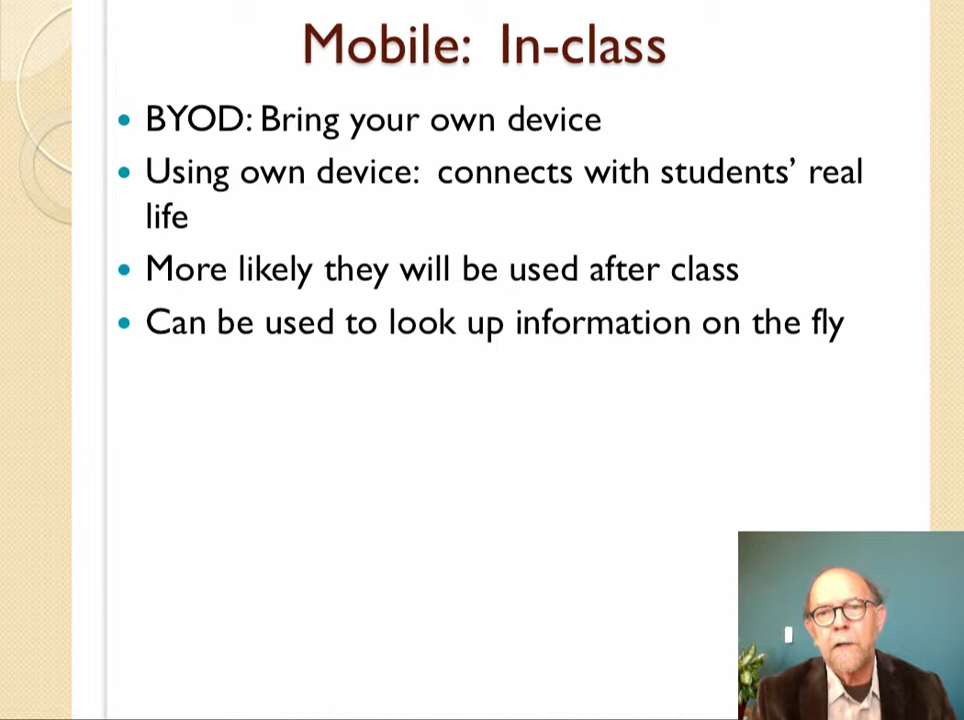 Mobile:  In-class
BYOD: Bring your own device
Using own device:  connects with students’ real
life
More likely they will be used after class
Can be used to look up information on the fly